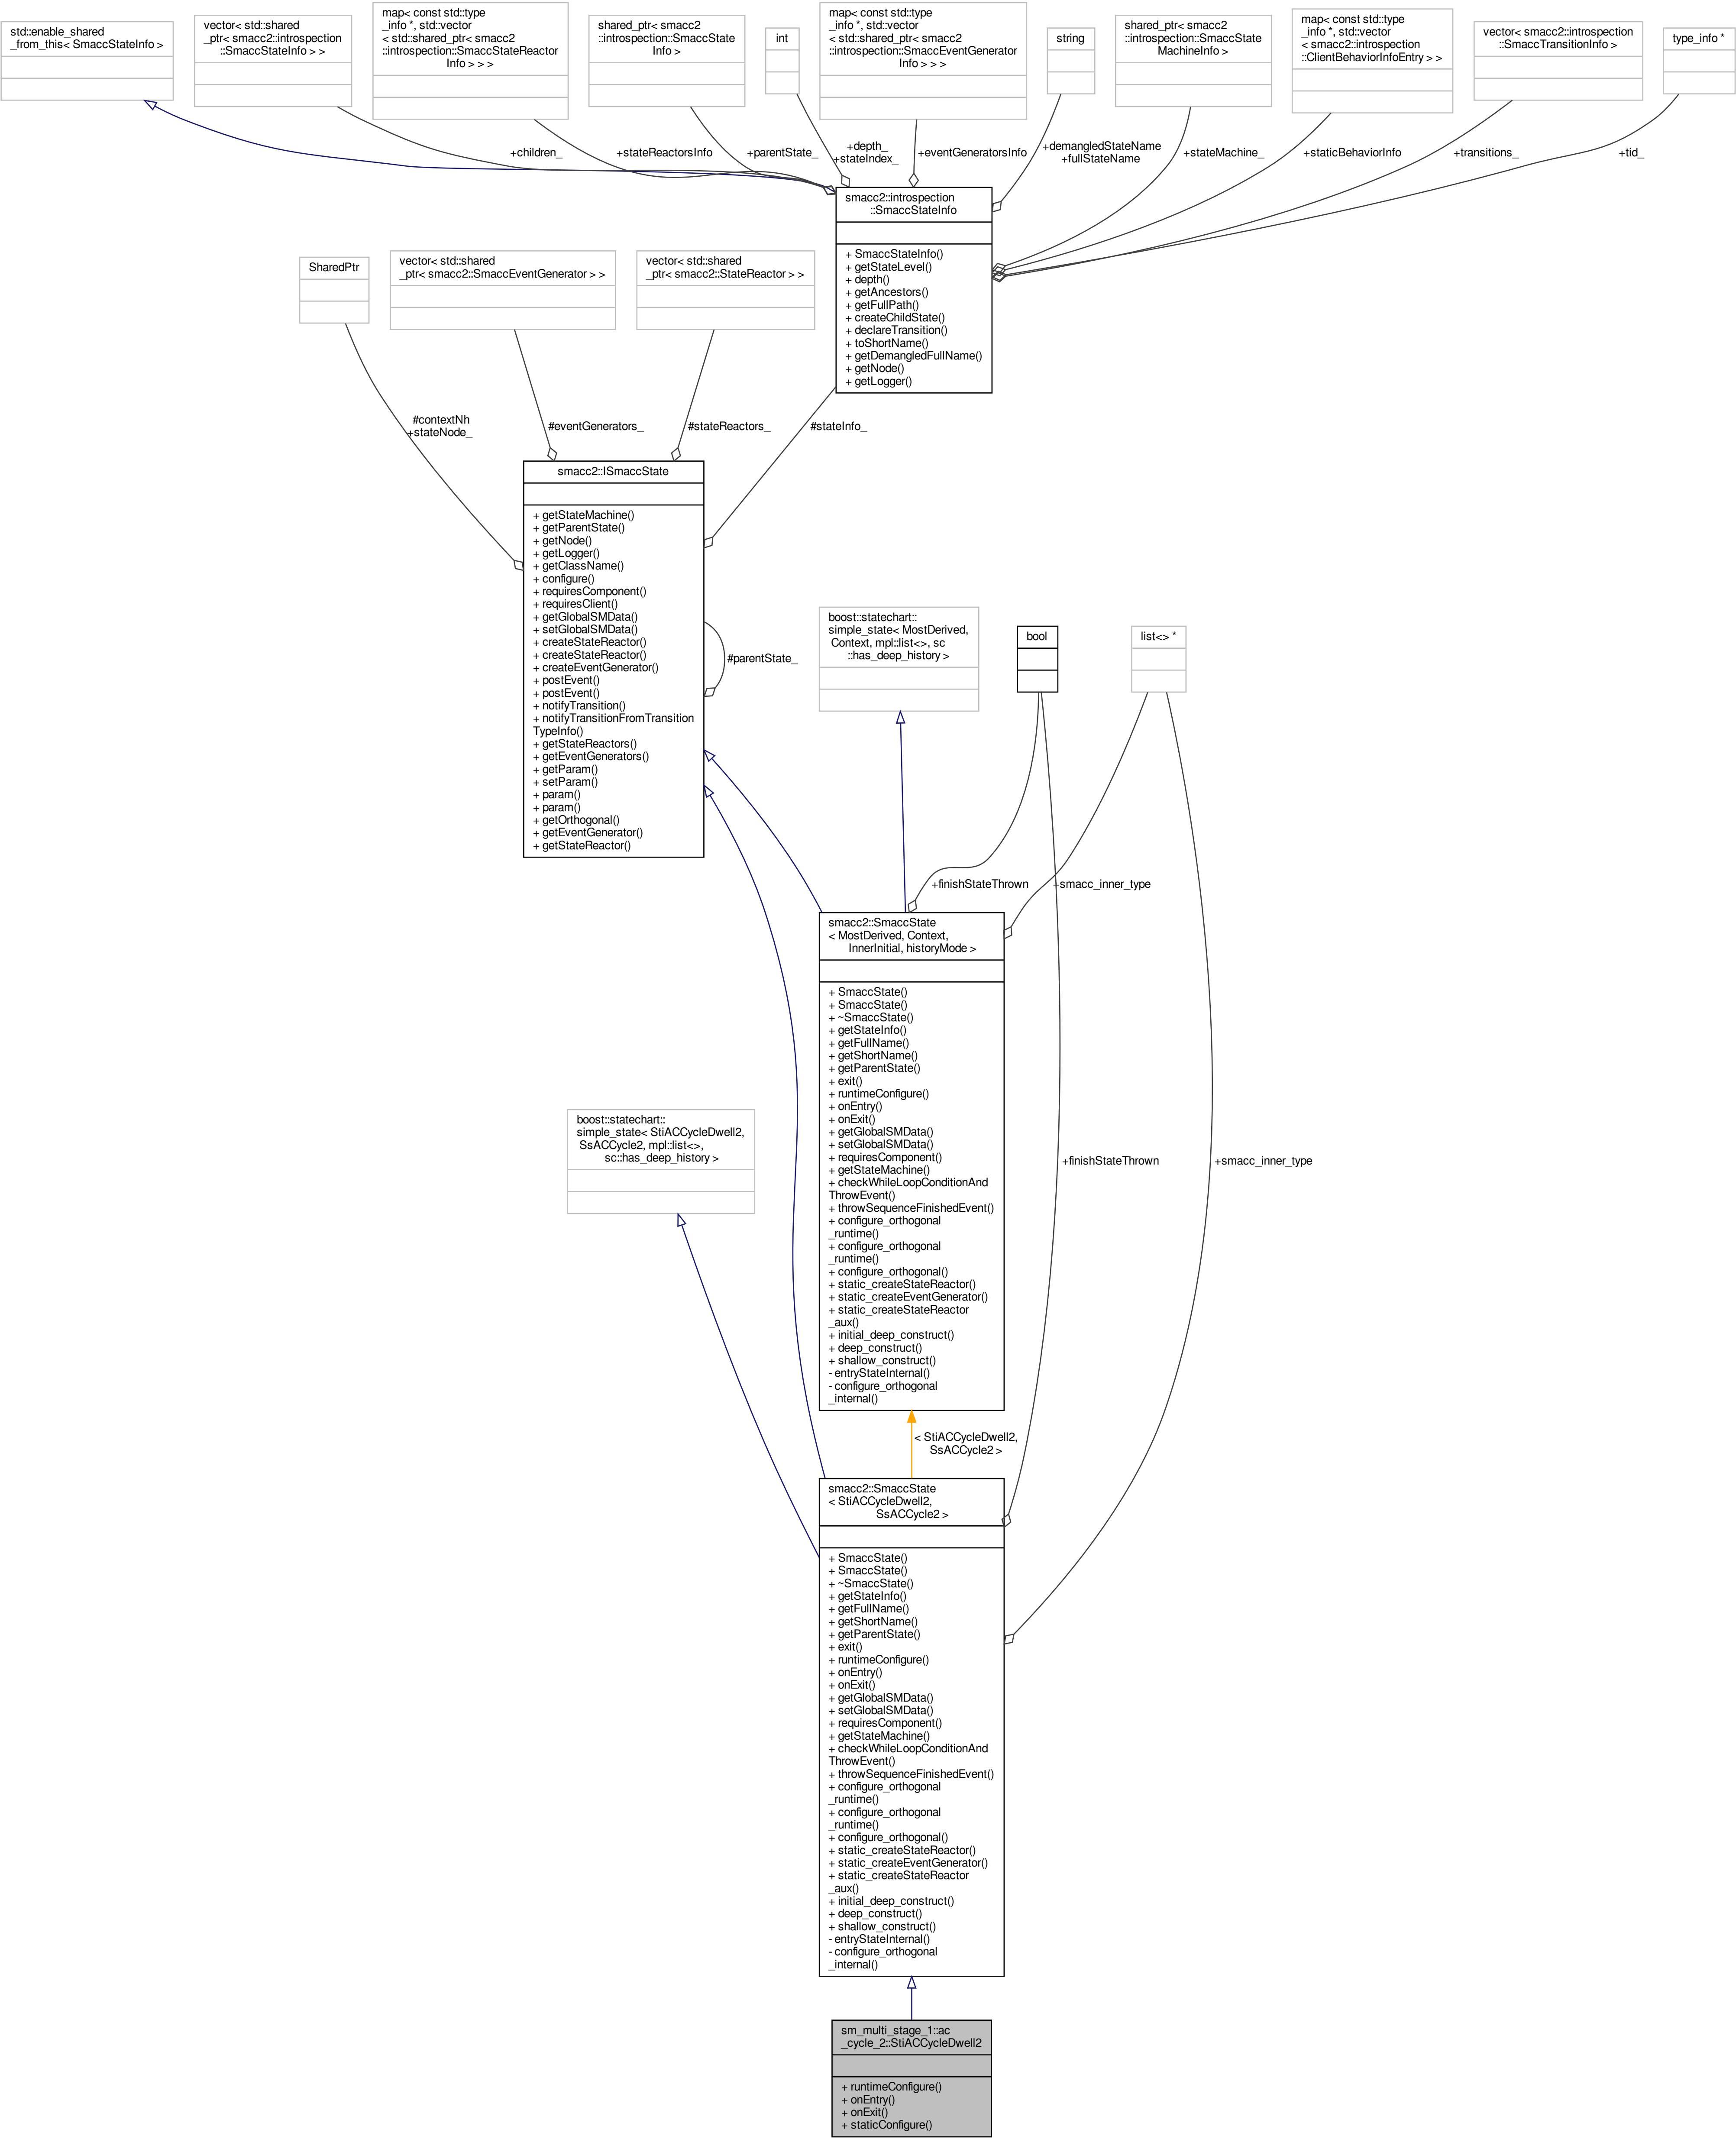 std::enable_shared
_from_this< SmaccStateInfo >
vector< std::shared
_ptr< smacc2::introspection
::SmaccStateInfo > >
map< const std::type
_info *, std::vector
< std::shared_ptr< smacc2
::introspection::SmaccStateReactor
Info > > >
shared_ptr< smacc2
::introspection::SmaccState
Info >
int
map< const std::type
_info *, std::vector
< std::shared_ptr< smacc2
::introspection::SmaccEventGenerator
Info > > >
string
shared_ptr< smacc2
::introspection::SmaccState
MachineInfo >
map< const std::type
_info *, std::vector
< smacc2::introspection
::ClientBehaviorInfoEntry > >
vector< smacc2::introspection
::SmaccTransitionInfo >
type_info *
+children_
+stateReactorsInfo
+parentState_
+depth_
+stateIndex_
+eventGeneratorsInfo
+demangledStateName
+fullStateName
+stateMachine_
+staticBehaviorInfo
+transitions_
+tid_
smacc2::introspection
::SmaccStateInfo
+ SmaccStateInfo()
+ getStateLevel()
+ depth()
+ getAncestors()
+ getFullPath()
+ createChildState()
+ declareTransition()
+ toShortName()
+ getDemangledFullName()
+ getNode()
+ getLogger()
SharedPtr
vector< std::shared
_ptr< smacc2::SmaccEventGenerator > >
vector< std::shared
_ptr< smacc2::StateReactor > >
#contextNh
+stateNode_
#eventGenerators_
#stateReactors_
#stateInfo_
smacc2::ISmaccState
+ getStateMachine()
+ getParentState()
+ getNode()
+ getLogger()
+ getClassName()
+ configure()
+ requiresComponent()
+ requiresClient()
+ getGlobalSMData()
+ setGlobalSMData()
+ createStateReactor()
+ createStateReactor()
+ createEventGenerator()
+ postEvent()
+ postEvent()
+ notifyTransition()
+ notifyTransitionFromTransition
TypeInfo()
+ getStateReactors()
+ getEventGenerators()
+ getParam()
+ setParam()
+ param()
+ param()
+ getOrthogonal()
+ getEventGenerator()
+ getStateReactor()
#parentState_
boost::statechart::
simple_state< MostDerived,
Context, mpl::list<>, sc
::has_deep_history >
bool
list<> *
+finishStateThrown
+smacc_inner_type
smacc2::SmaccState
< MostDerived, Context,
InnerInitial, historyMode >
+ SmaccState()
+ SmaccState()
+ ~SmaccState()
+ getStateInfo()
+ getFullName()
+ getShortName()
+ getParentState()
+ exit()
+ runtimeConfigure()
+ onEntry()
+ onExit()
+ getGlobalSMData()
+ setGlobalSMData()
+ requiresComponent()
+ getStateMachine()
+ checkWhileLoopConditionAnd
ThrowEvent()
+ throwSequenceFinishedEvent()
+ configure_orthogonal
_runtime()
+ configure_orthogonal
_runtime()
+ configure_orthogonal()
+ static_createStateReactor()
+ static_createEventGenerator()
+ static_createStateReactor
_aux()
+ initial_deep_construct()
+ deep_construct()
+ shallow_construct()
- entryStateInternal()
- configure_orthogonal
_internal()
boost::statechart::
simple_state< StiACCycleDwell2,
SsACCycle2, mpl::list<>,
sc::has_deep_history >
+finishStateThrown
+smacc_inner_type
< StiACCycleDwell2,
SsACCycle2 >
smacc2::SmaccState
< StiACCycleDwell2,
SsACCycle2 >
+ SmaccState()
+ SmaccState()
+ ~SmaccState()
+ getStateInfo()
+ getFullName()
+ getShortName()
+ getParentState()
+ exit()
+ runtimeConfigure()
+ onEntry()
+ onExit()
+ getGlobalSMData()
+ setGlobalSMData()
+ requiresComponent()
+ getStateMachine()
+ checkWhileLoopConditionAnd
ThrowEvent()
+ throwSequenceFinishedEvent()
+ configure_orthogonal
_runtime()
+ configure_orthogonal
_runtime()
+ configure_orthogonal()
+ static_createStateReactor()
+ static_createEventGenerator()
+ static_createStateReactor
_aux()
+ initial_deep_construct()
+ deep_construct()
+ shallow_construct()
- entryStateInternal()
- configure_orthogonal
_internal()
sm_multi_stage_1::ac
_cycle_2::StiACCycleDwell2
+ runtimeConfigure()
+ onEntry()
+ onExit()
+ staticConfigure()